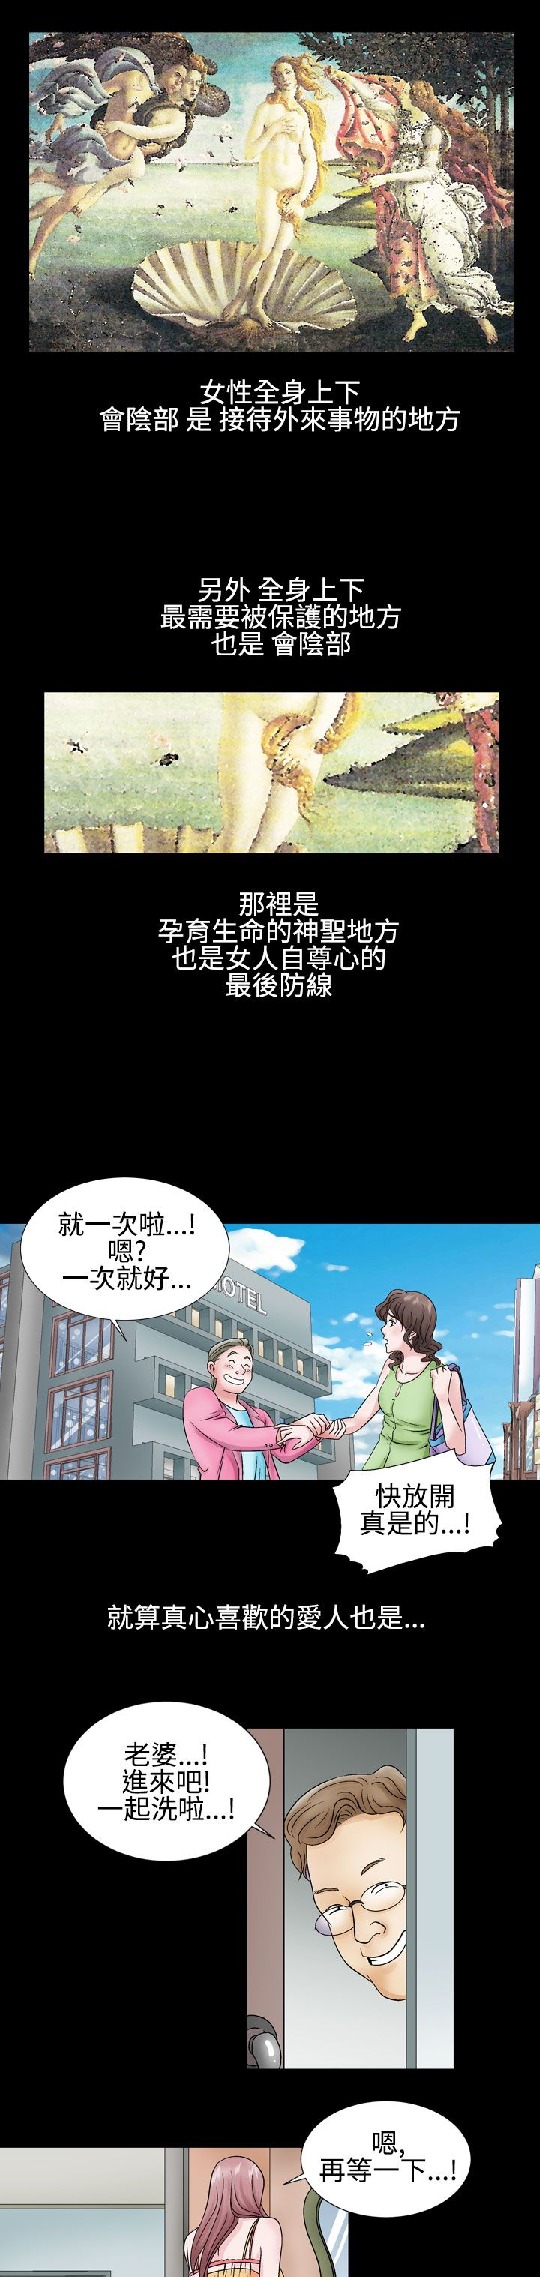 女性全身上下
會陰部 是 接待外來事物的地方
另外 全身上下
最需要被保護的地方
也是 會陰部
那裡是
孕育生命的神聖地方
也是女人自尊心的
最後防線
就一次啦...!
嗯?
一次就好...
MOTEL
快放開
真是的...!
就算真心喜歡的愛人也是...
老婆...!
進來吧!
一起洗啦...!
嗯,
再等一下...!